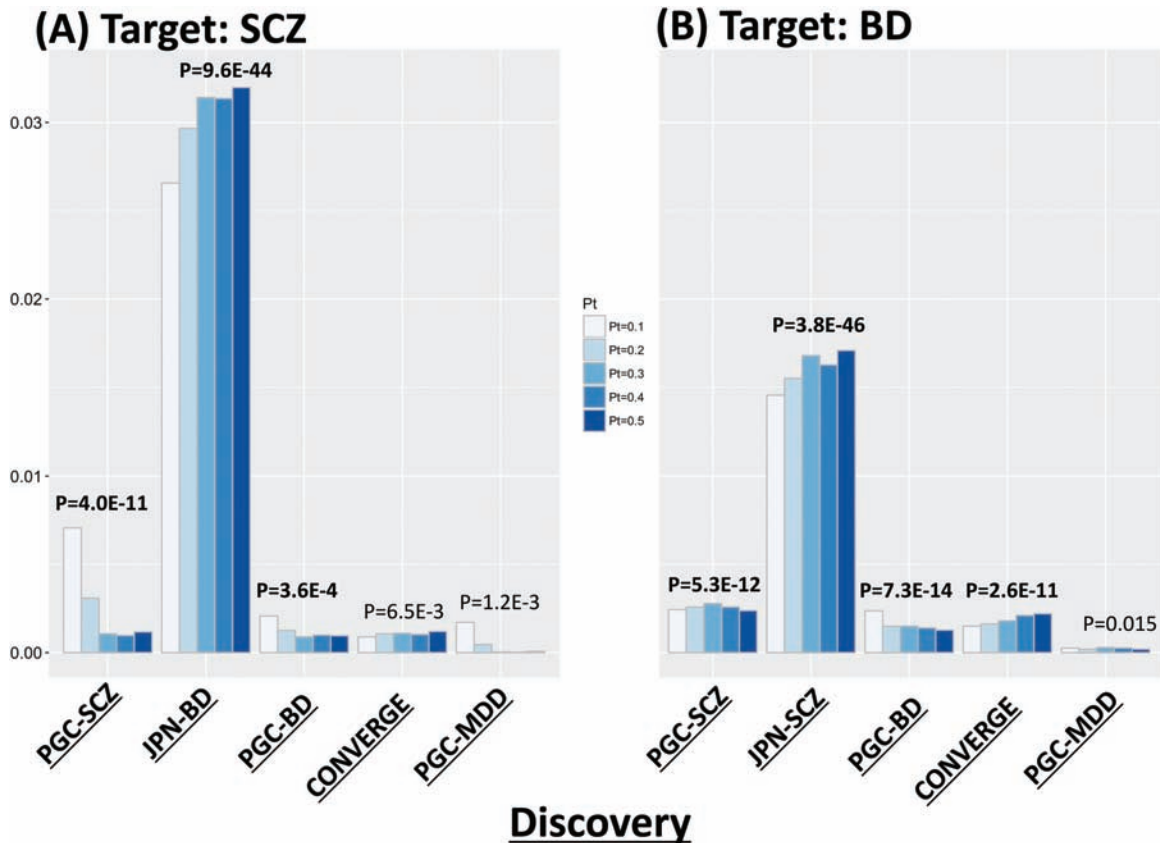 (A) Target: SCZ
(B) Target: BD
P=9.6E-44
0.03
0.02
0.01
0.00
P=4.0E-11
P=3.6E-4
P=6.5E-3
P=1.2E-3
Pt
Pt=0.1
Pt=0.2
Pt=0.3
Pt=0.4
Pt=0.5
P=3.8E-46
P=5.3E-12
P=7.3E-14
P=2.6E-11
P=0.015
PGC-SCZ
JPN-BD
PGC-BD
CONVERGE
PGC-MDD
PGC-SCZ
JPN-SCZ
PGC-BD
CONVERGE
PGC-MDD
Discovery